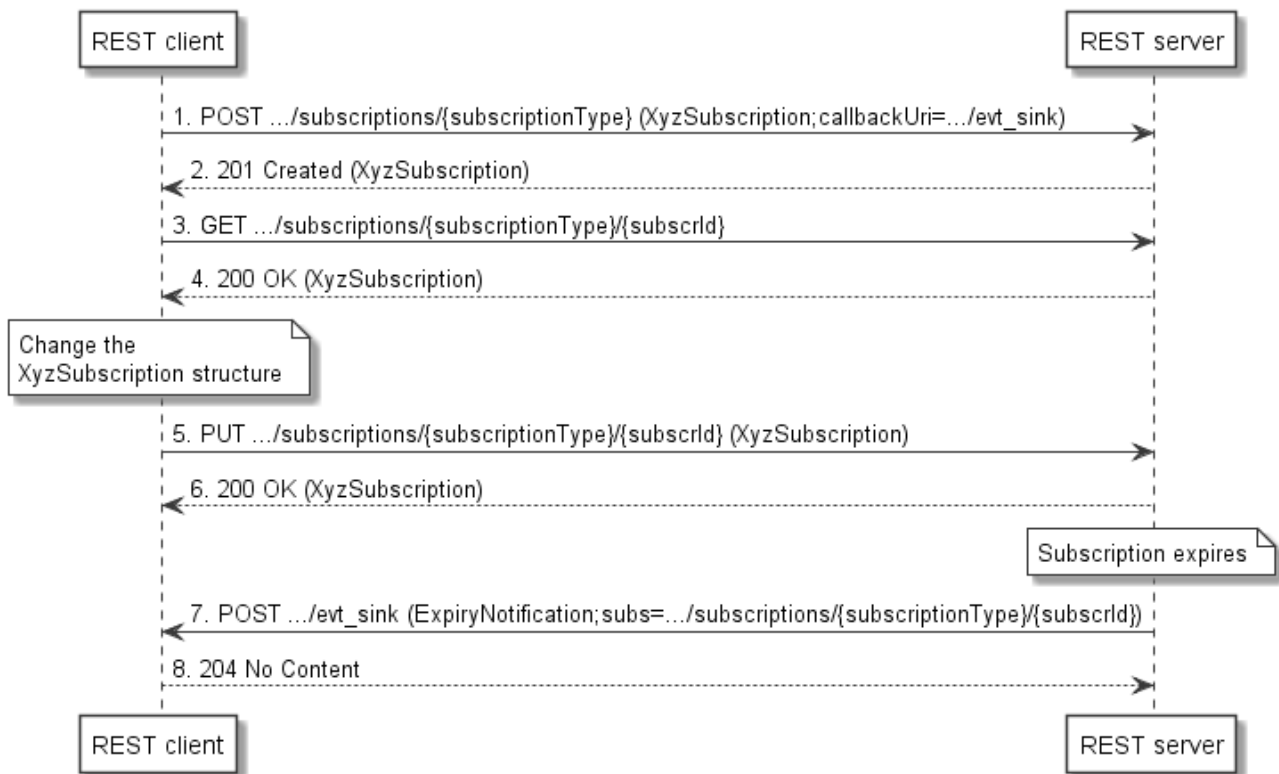 REST client
REST server
1. POST .../subscriptions/{subscriptionType} (XyzSubscription;callbackUri=.../evt_sink)
2. 201 Created (XyzSubscription)
3. GET .../subscriptions/{subscriptionType}/{subscrId}
4. 200 OK (XyzSubscription)
Change the
XyzSubscription structure
5. PUT .../subscriptions/{subscriptionType}/{subscrId} (XyzSubscription)
6. 200 OK (XyzSubscription)
Subscription expires
7. POST .../evt_sink (ExpiryNotification;subs=.../subscriptions/{subscriptionType}/{subscrId})
8. 204 No Content
REST client
REST server